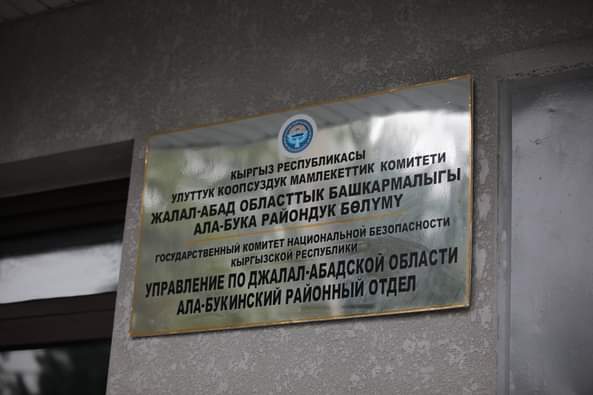 КЫРГЫЗ РЕСПУБЛИКАСЫ
УЛУТТУК КООПСУЗДУК МАМЛЕКЕТТИК КОМИТЕТИ
ЖАЛАЛ-АБАД ОБЛАСТТЫК БАШКАРМАЛЫГЫ
АЛА-БУКА РАЙОНДУК БӨЛҮМҮ
ГОСУДАРСТВЕННЫЙ КОМИТЕТ НАЦИОНАЛЬНОЙ БЕЗОПАСНОСТИ
КЫРГЫЗСКОЙ РЕСПУБЛИКИ
УПРАВЛЕНИЕ ПО ДЖАЛАЛ-АБАДСКОЙ ОБЛАСТИ
АЛА-БУКИНСКИЙ РАЙОННЫЙ ОТДЕЛ